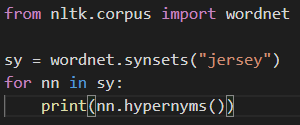 from nltk.corpus import wordnet
sy = wordnet.synsets("jersey")
for nn in sy:
    print(nn.hypernyms())